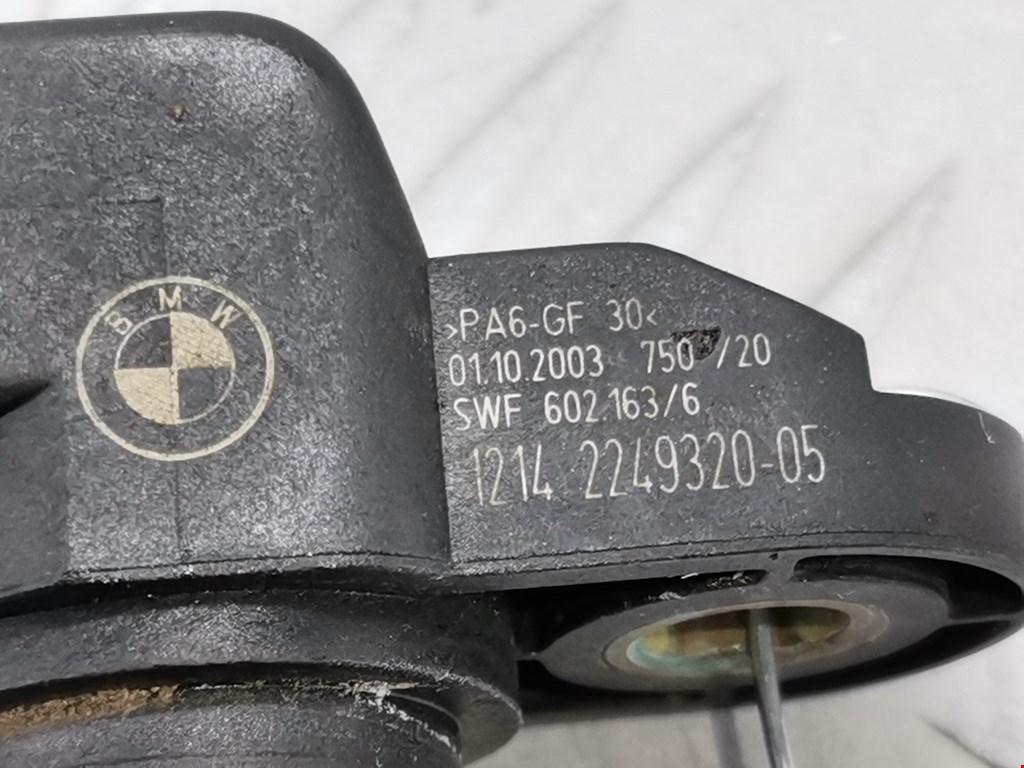 BMW
>PA6-GF 30<
01.10.2003 750 /20
SWF 602.163/6
1214 2249320-05